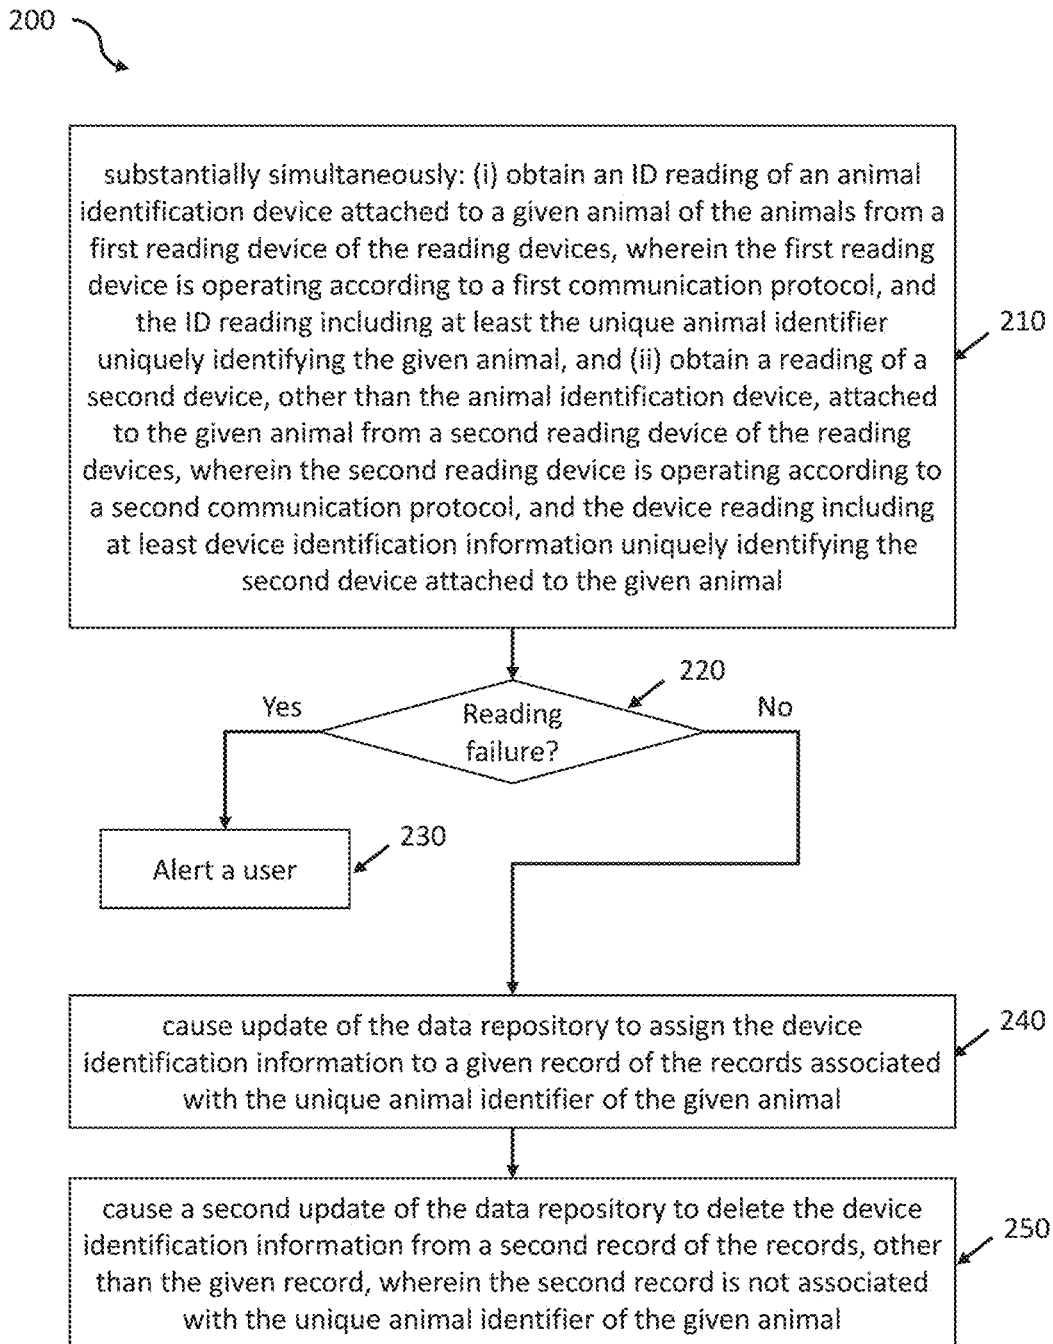 200
substantially simultaneously: (i) obtain an ID reading of an animal
identification device attached to a given animal of the animals from a
first reading device of the reading devices, wherein the first reading
device is operating according to a first communication protocol, and
the ID reading including at least the unique animal identifier
uniquely identifying the given animal, and (ii) obtain a reading of a
second device, other than the animal identification device, attached
to the given animal from a second reading device of the reading
devices, wherein the second reading device is operating according to
a second communication protocol, and the device reading including
at least device identification information uniquely identifying the
second device attached to the given animal
210
220
Yes
Reading
failure?
No
Alert a user
230
cause update of the data repository to assign the device
identification information to a given record of the records associated
with the unique animal identifier of the given animal
240
cause a second update of the data repository to delete the device
identification information from a second record of the records, other
than the given record, wherein the second record is not associated
with the unique animal identifier of the given animal
250